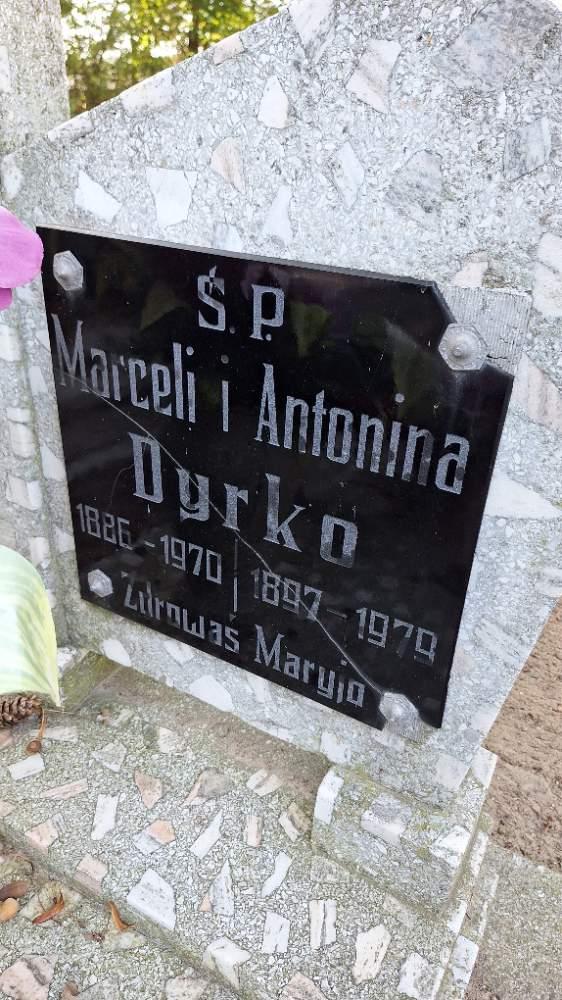 Ś.P.
Marceli i Antonina
Dyrko
1886-1970 | 1897-1979
Zdrowaś Maryjo